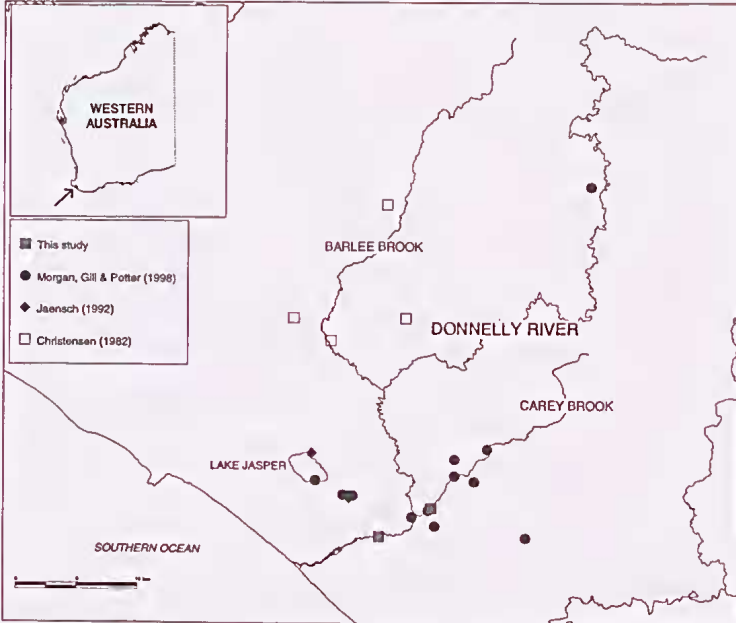 WESTERN
AUSTRALIA
This study
Morgan, Gill & Potter (1998)
Jaensch (1992)
Christensen (1982)
BARLEE BROOK
DONNELLY RIVER
CAREY BROOK
LAKE JASPER
SOUTHERN OCEAN